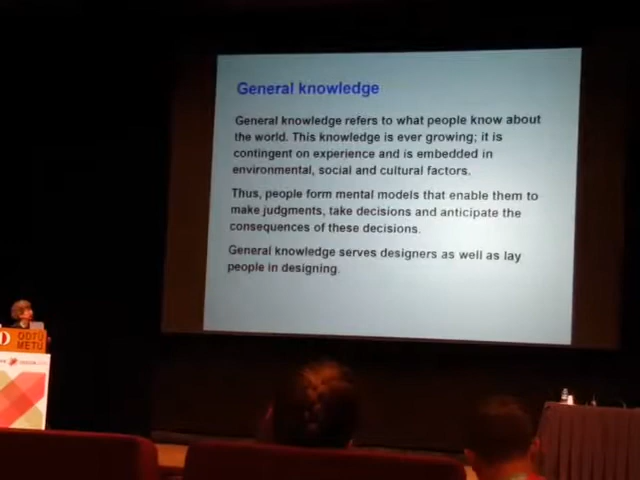 General knowledge
General knowledge refers to what people know about
the world. This knowledge is ever growing; it is
contingent on experience and is embedded in
environmental, social and cultural factors.
Thus, people form mental models that enable them to
make judgments, take decisions and anticipate the
consequences of these decisions.
General knowledge serves designers as well as lay
people in designing.
ODTÜ
METU